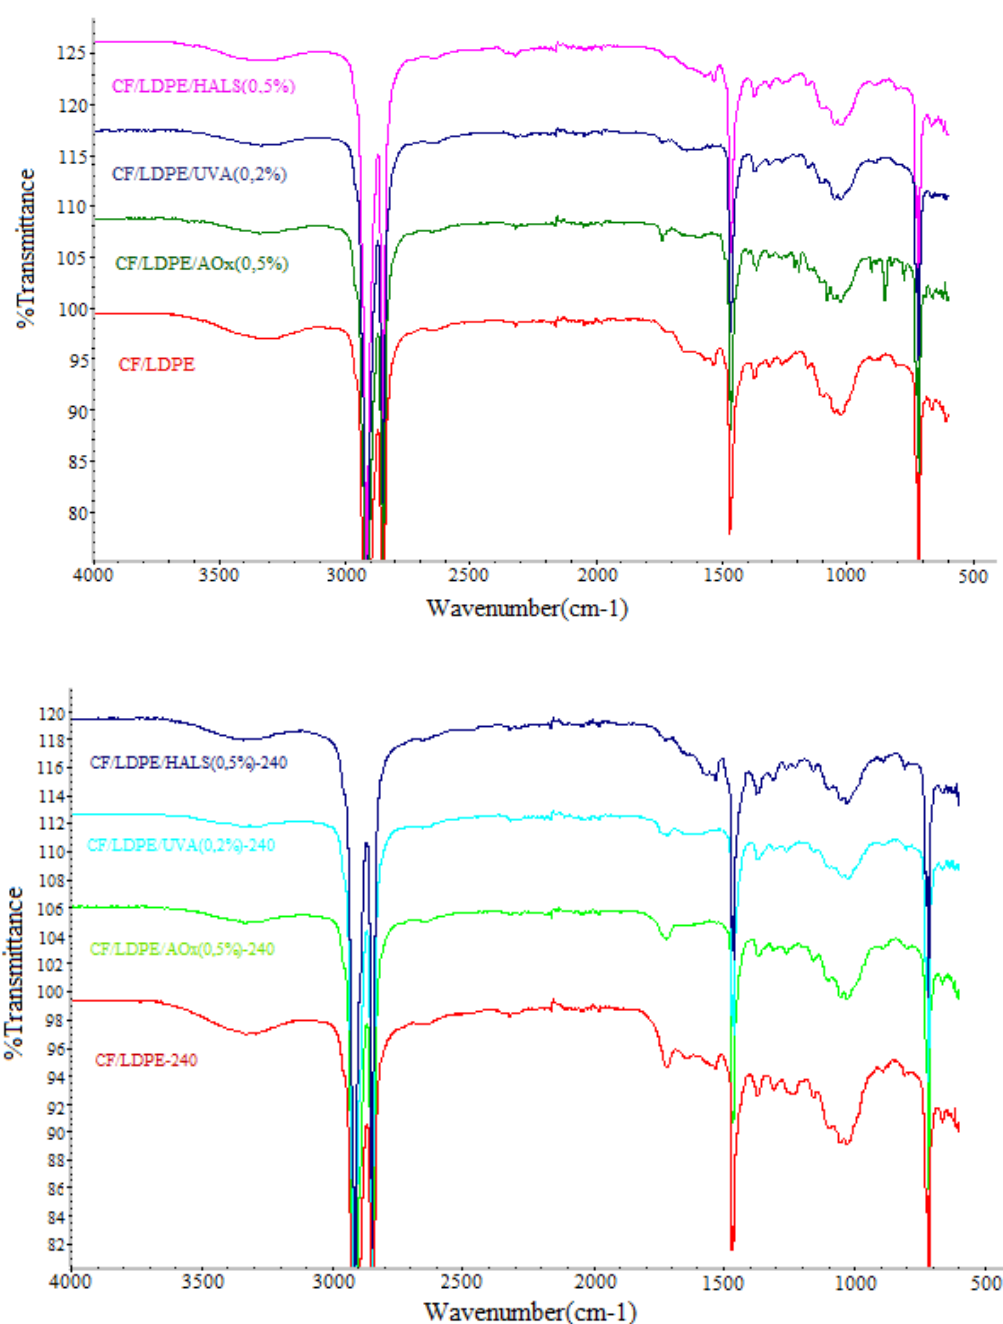 125
120
115
110
105
100
95
90
85
80
%Transmittance
CF/LDPE/HALS(0.5%)
CF/LDPE/UVA(0,2%)
CF/LDPE/AOx(0,5%)
CF/LDPE
4000 3500 3000 2500 2000 1500 1000 500
Wavenumber(cm-1)
120
118
116
114
112
110
108
106
104
102
100
98
96
94
92
90
88
86
84
82
%Transmittance
CF/LDPE/HALS(0,5%)-240
CF/LDPE/UVA(0,2%)-240
CF/LDPE/AOx(0,5%)-240
CF/LDPE-240
4000 3500 3000 2500 2000 1500 1000 500
Wavenumber(cm-1)